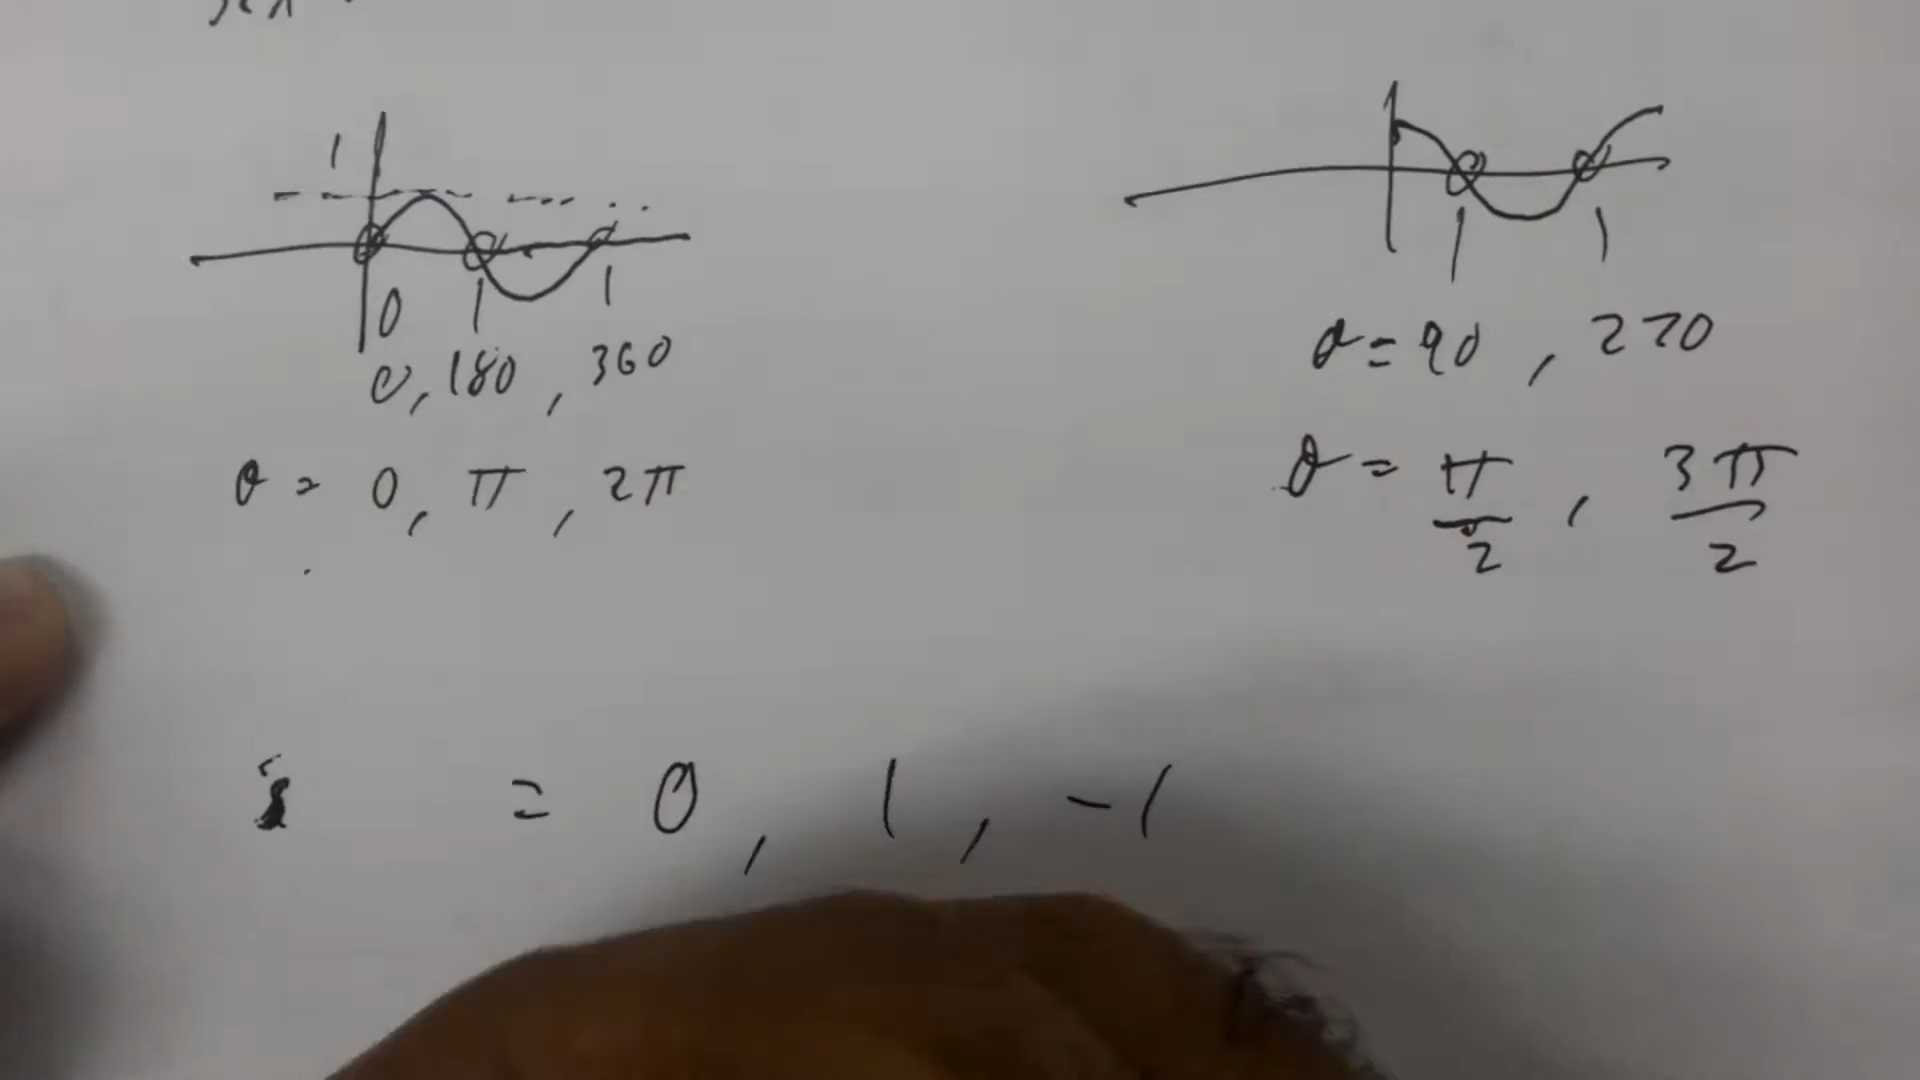 1
0
0, 180, 360
θ = 0, π, 2π
θ = 90, 270
θ = π/2, 3π/2
= 0, 1, -1